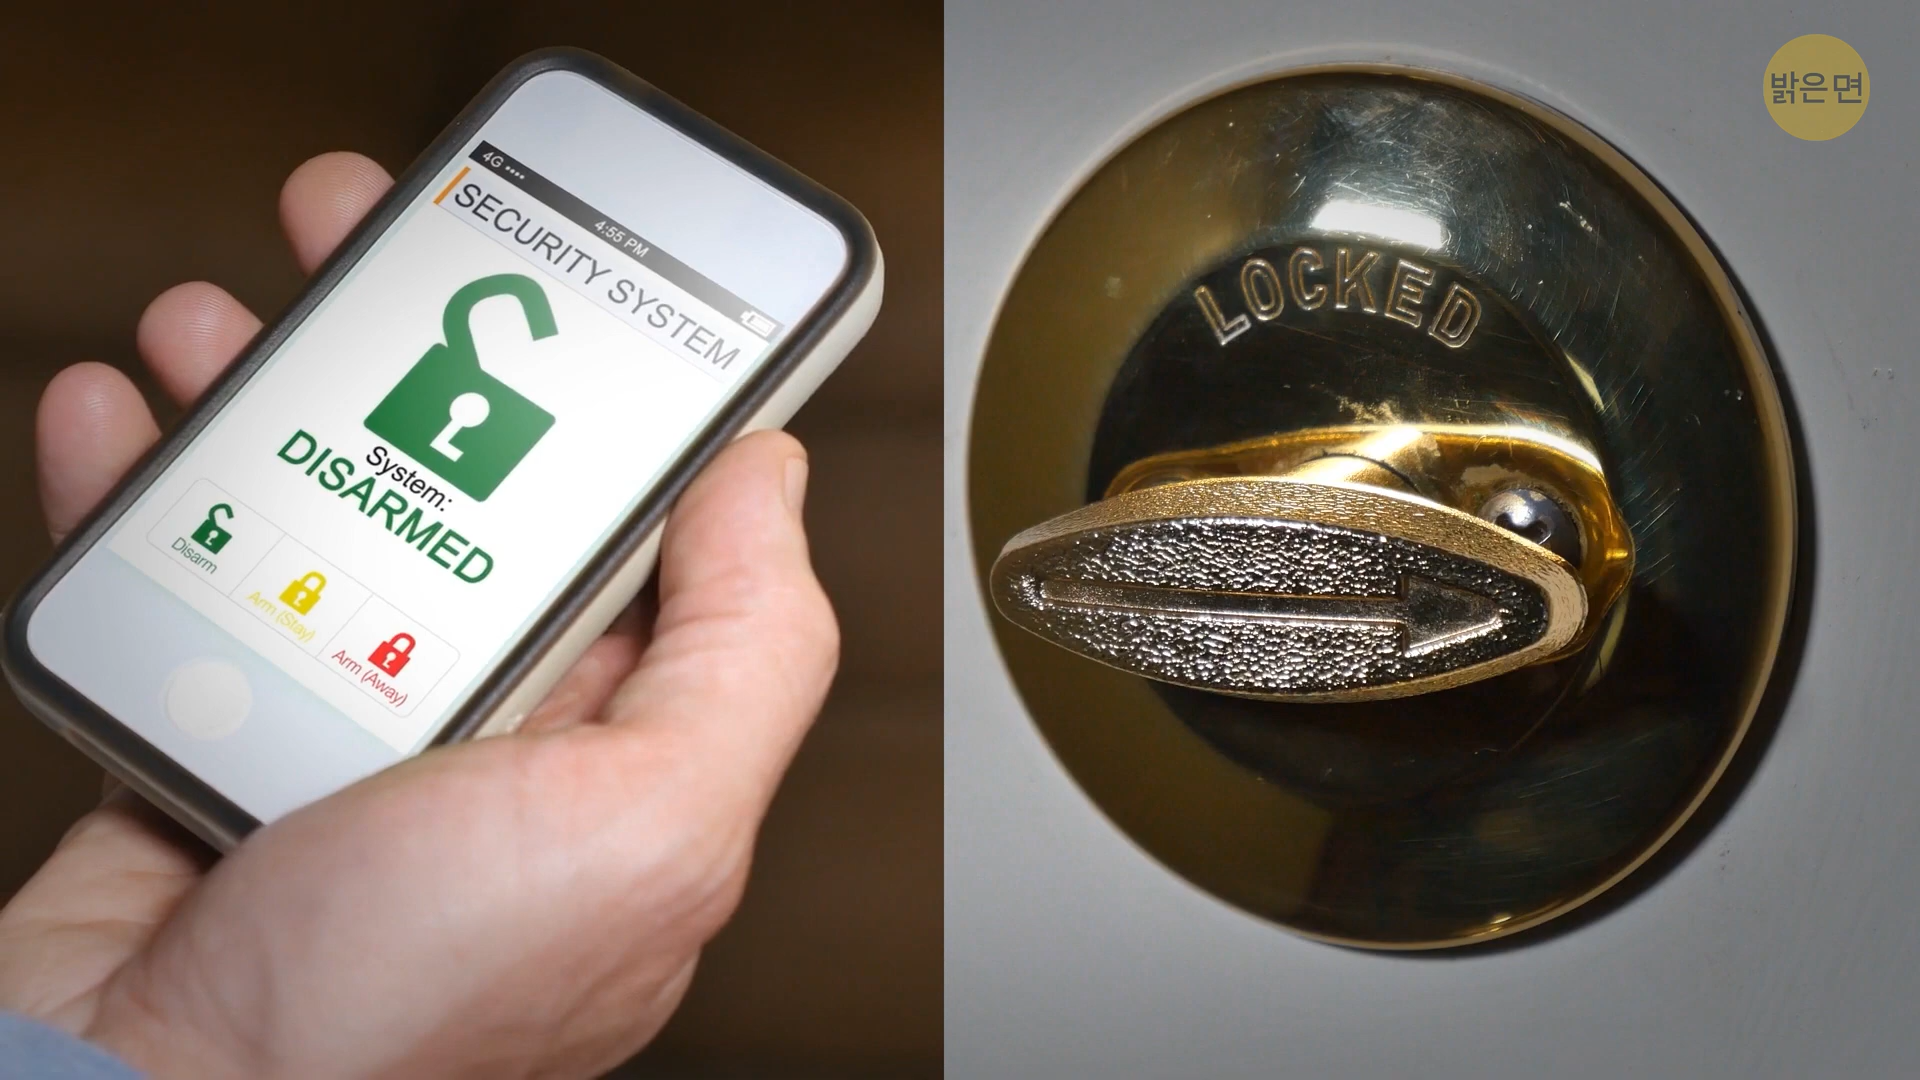 4G
4:55 PM
SECURITY SYSTEM
System:
DISARMED
Disarm
Arm (Stay)
Arm (Away)
LOCKED
밝은면